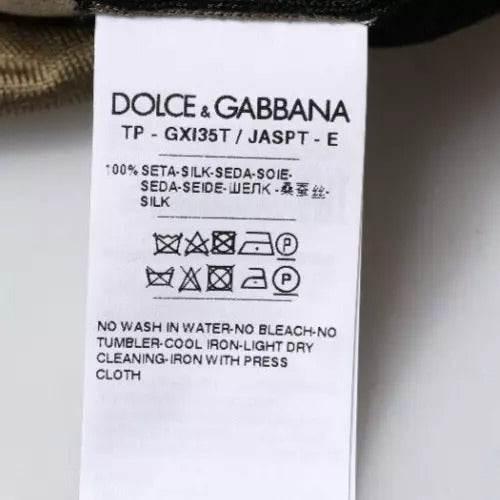 DOLCE & GABBANA
TP - GXI35T / JASPT - E
100% SETA-SILK-SEDA-SOIE-
SEDA-SEIDE-ШЕЛК -桑蚕丝-
SILK
P
P
NO WASH IN WATER-NO BLEACH-NO
TUMBLER-COOL IRON-LIGHT DRY
CLEANING-IRON WITH PRESS
CLOTH